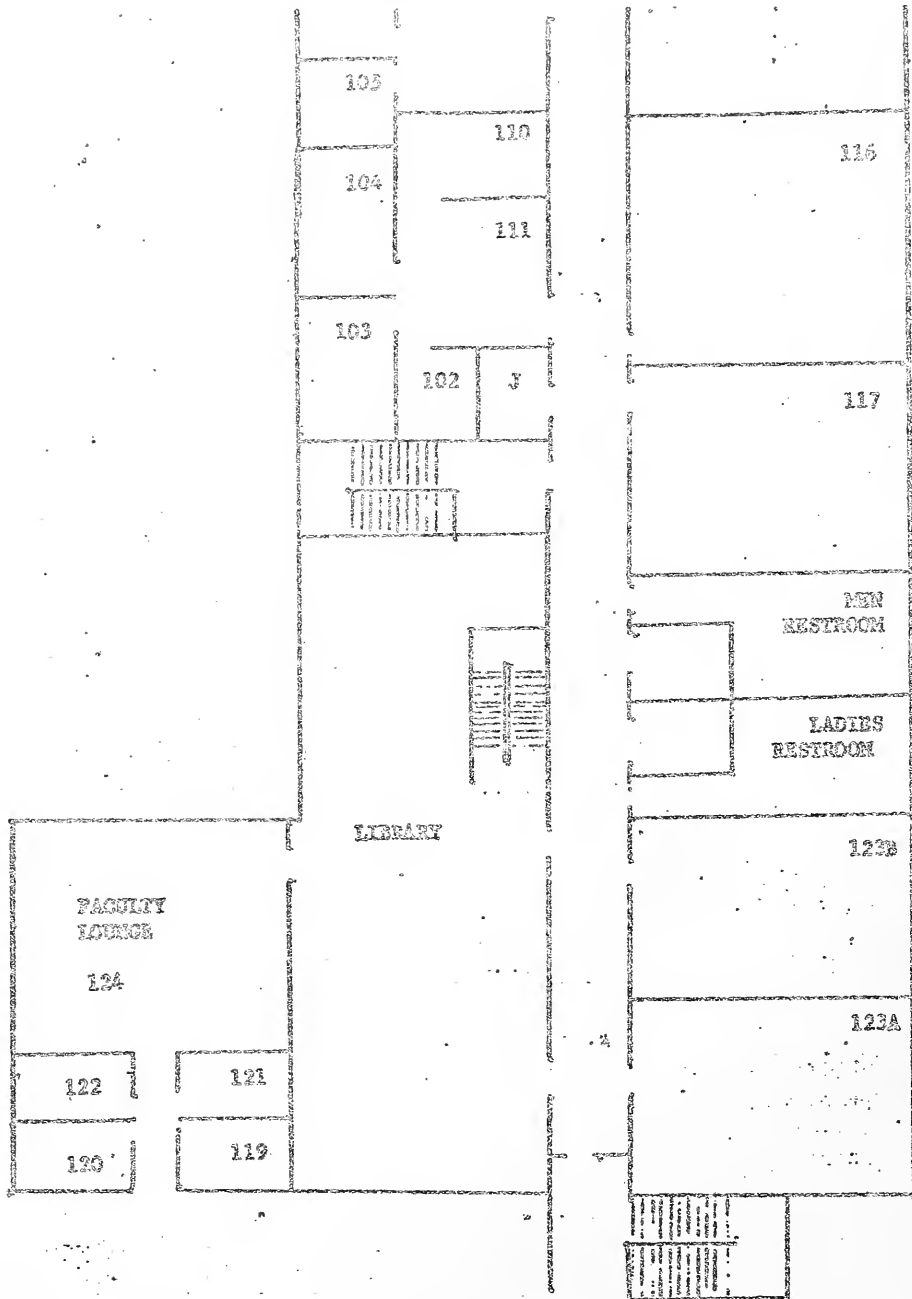 105
110
116
104
111
103
102
J
117
MEN
RESTROOM
LADIES
RESTROOM
LIBRARY
123B
FACULTY
LOUNGE
124
123A
122
121
120
119